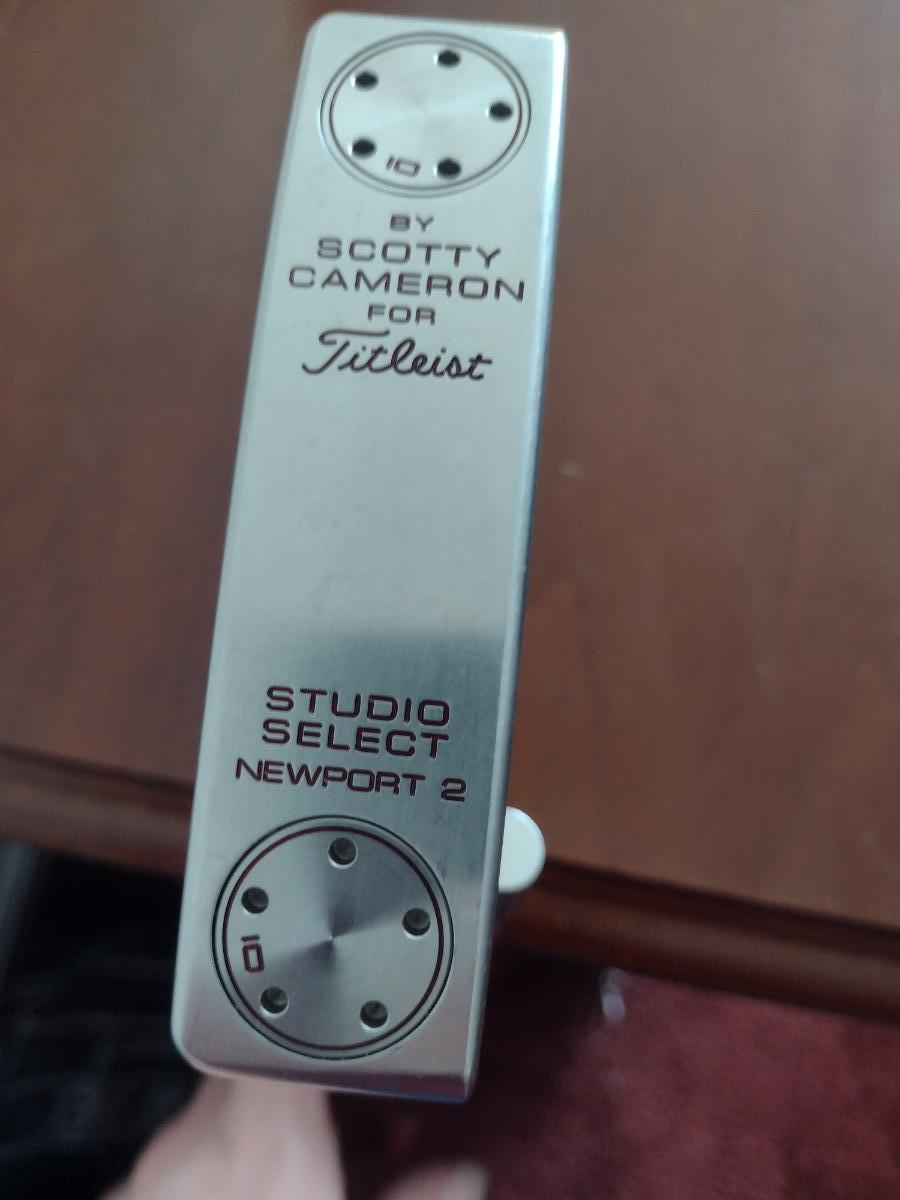 10
BY
SCOTTY
CAMERON
FOR
Titleist
STUDIO
SELECT
NEWPORT 2
10